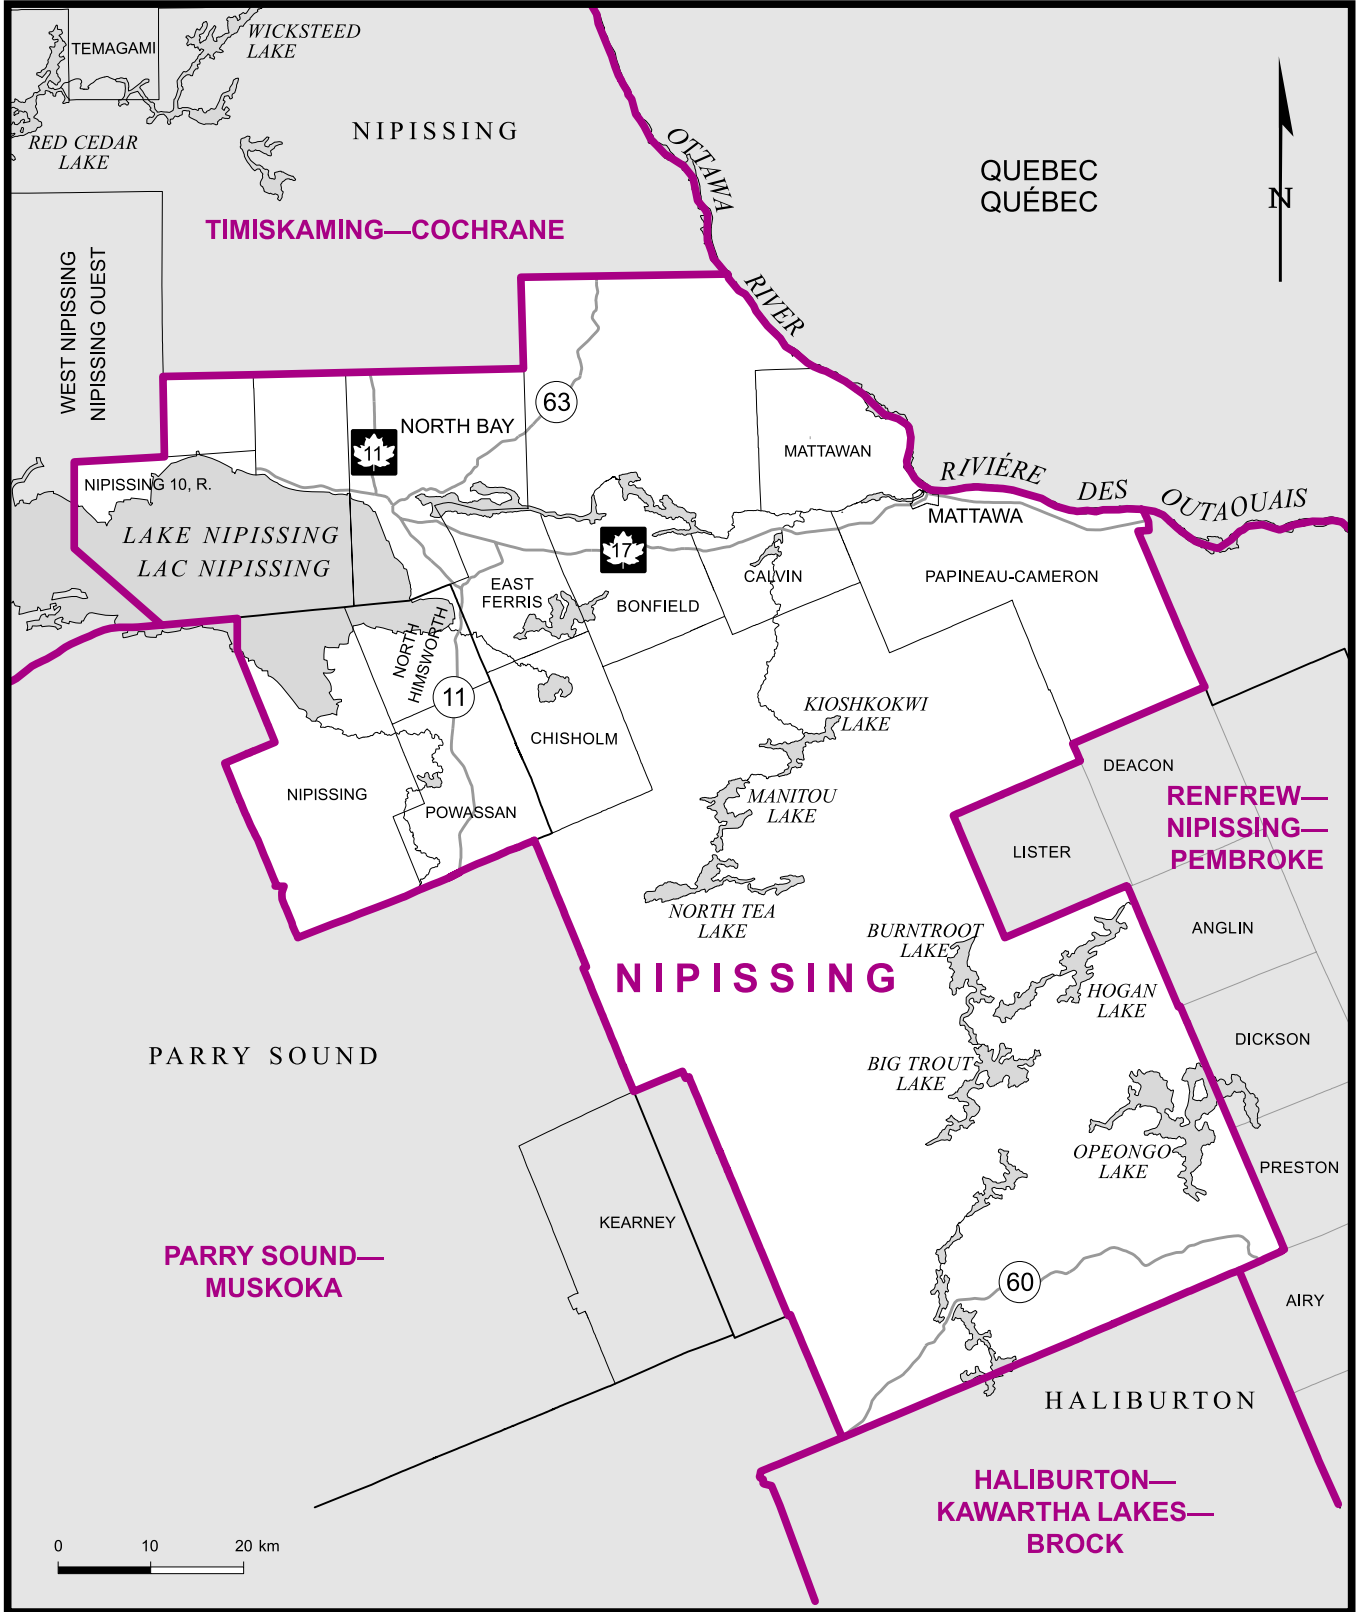 WICKSTEED
LAKE
TEMAGAMI
RED CEDAR
LAKE
NIPISSING
OTTAWA
RIVER
QUEBEC
QUÉBEC
N
TIMISKAMING—COCHRANE
WEST NIPISSING
NIPISSING OUEST
63
11
NORTH BAY
MATTAWAN
NIPISSING 10, R.
RIVIÉRE
DES
OUTAOUAIS
MATTAWA
LAKE NIPISSING
LAC NIPISSING
17
EAST
FERRIS
BONFIELD
CALVIN
PAPINEAU-CAMERON
NORTH
HIMSWORTH
11
CHISHOLM
KIOSHKOKWI
LAKE
NIPISSING
POWASSAN
MANITOU
LAKE
DEACON
RENFREW—
NIPISSING—
PEMBROKE
LISTER
NORTH TEA
LAKE
BURNTROOT
LAKE
ANGLIN
NIPISSING
HOGAN
LAKE
DICKSON
PARRY SOUND
BIG TROUT
LAKE
OPEONGO
LAKE
PRESTON
KEARNEY
PARRY SOUND—
MUSKOKA
60
AIRY
HALIBURTON
HALIBURTON—
KAWARTHA LAKES—
BROCK
0 10 20 km